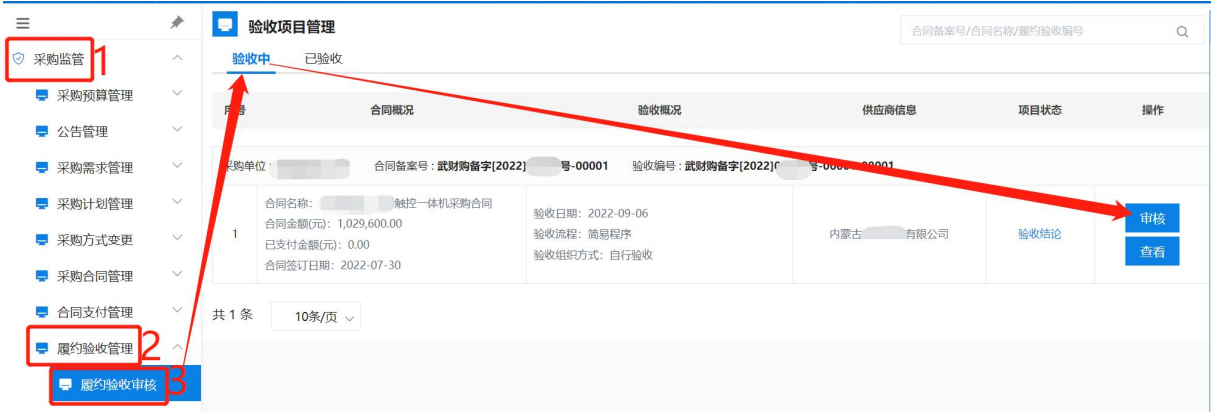 验收项目管理
合同备案号/合同名称/履约验收编号
采购监管 1
验收中 已验收
采购预算管理
公告管理
采购需求管理
采购计划管理
采购方式变更
采购合同管理
合同支付管理
履约验收管理 2
履约验收审核 3
合同概况 验收概况 供应商信息 项目状态 操作
采购单位: 合同备案号：武财购备字[2022] 号-00001 验收编号：武财购备字[2022]
1
合同名称： 触控一体机采购合同
合同金额(元)：1,029,600.00
已支付金额(元)：0.00
合同签订日期：2022-07-30
验收日期：2022-09-06
验收流程：简易程序
验收组织方式：自行验收
内蒙古 有限公司
验收结论
审核
查看
共 1 条 10条/页